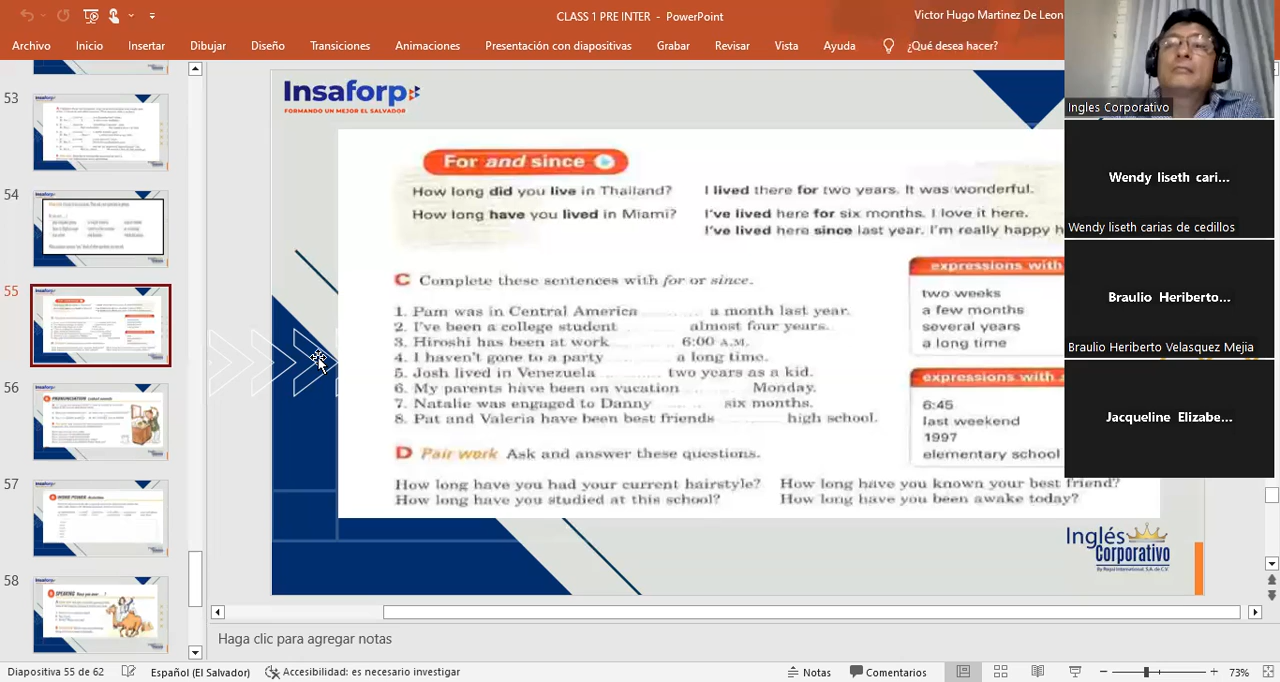 CLASS 1 PRE INTER - PowerPoint
Victor Hugo Martinez De Leon
Archivo Inicio Insertar Dibujar Diseño Transiciones Animaciones Presentación con diapositivas Grabar Revisar Vista Ayuda ¿Qué desea hacer?
Ingles Corporativo
Wendy liseth cari...
Wendy liseth carias de cedillos
Braulio Heriberto...
Braulio Heriberto Velasquez Mejia
Jacqueline Elizabe...
53
54
55
56
57
58
Insaforp
FORMANDO UN MEJOR EL SALVADOR
For and since
How long did you live in Thailand? I lived there for two years. It was wonderful.
How long have you lived in Miami? I've lived here for six months. I love it here.
I've lived here since last year. I'm really happy h
C Complete these sentences with for or since.
1. Pam was in Central America a month last year.
2. I've been a college student almost four years.
3. Hiroshi has been at work 6:00 A.M.
4. I haven't gone to a party a long time.
5. Josh lived in Venezuela two years as a kid.
6. My parents have been on vacation Monday.
7. Natalie was engaged to Danny six months.
8. Pat and Valeria have been best friends high school.
expressions with
two weeks
a few months
several years
a long time
expressions with
6:45
last weekend
1997
elementary school
D Pair work Ask and answer these questions.
How long have you had your current hairstyle? How long have you known your best friend?
How long have you studied at this school? How long have you been awake today?
Inglés
Corporativo
Haga clic para agregar notas
Diapositiva 55 de 62 Español (El Salvador) Accesibilidad: es necesario investigar Notas Comentarios 73%